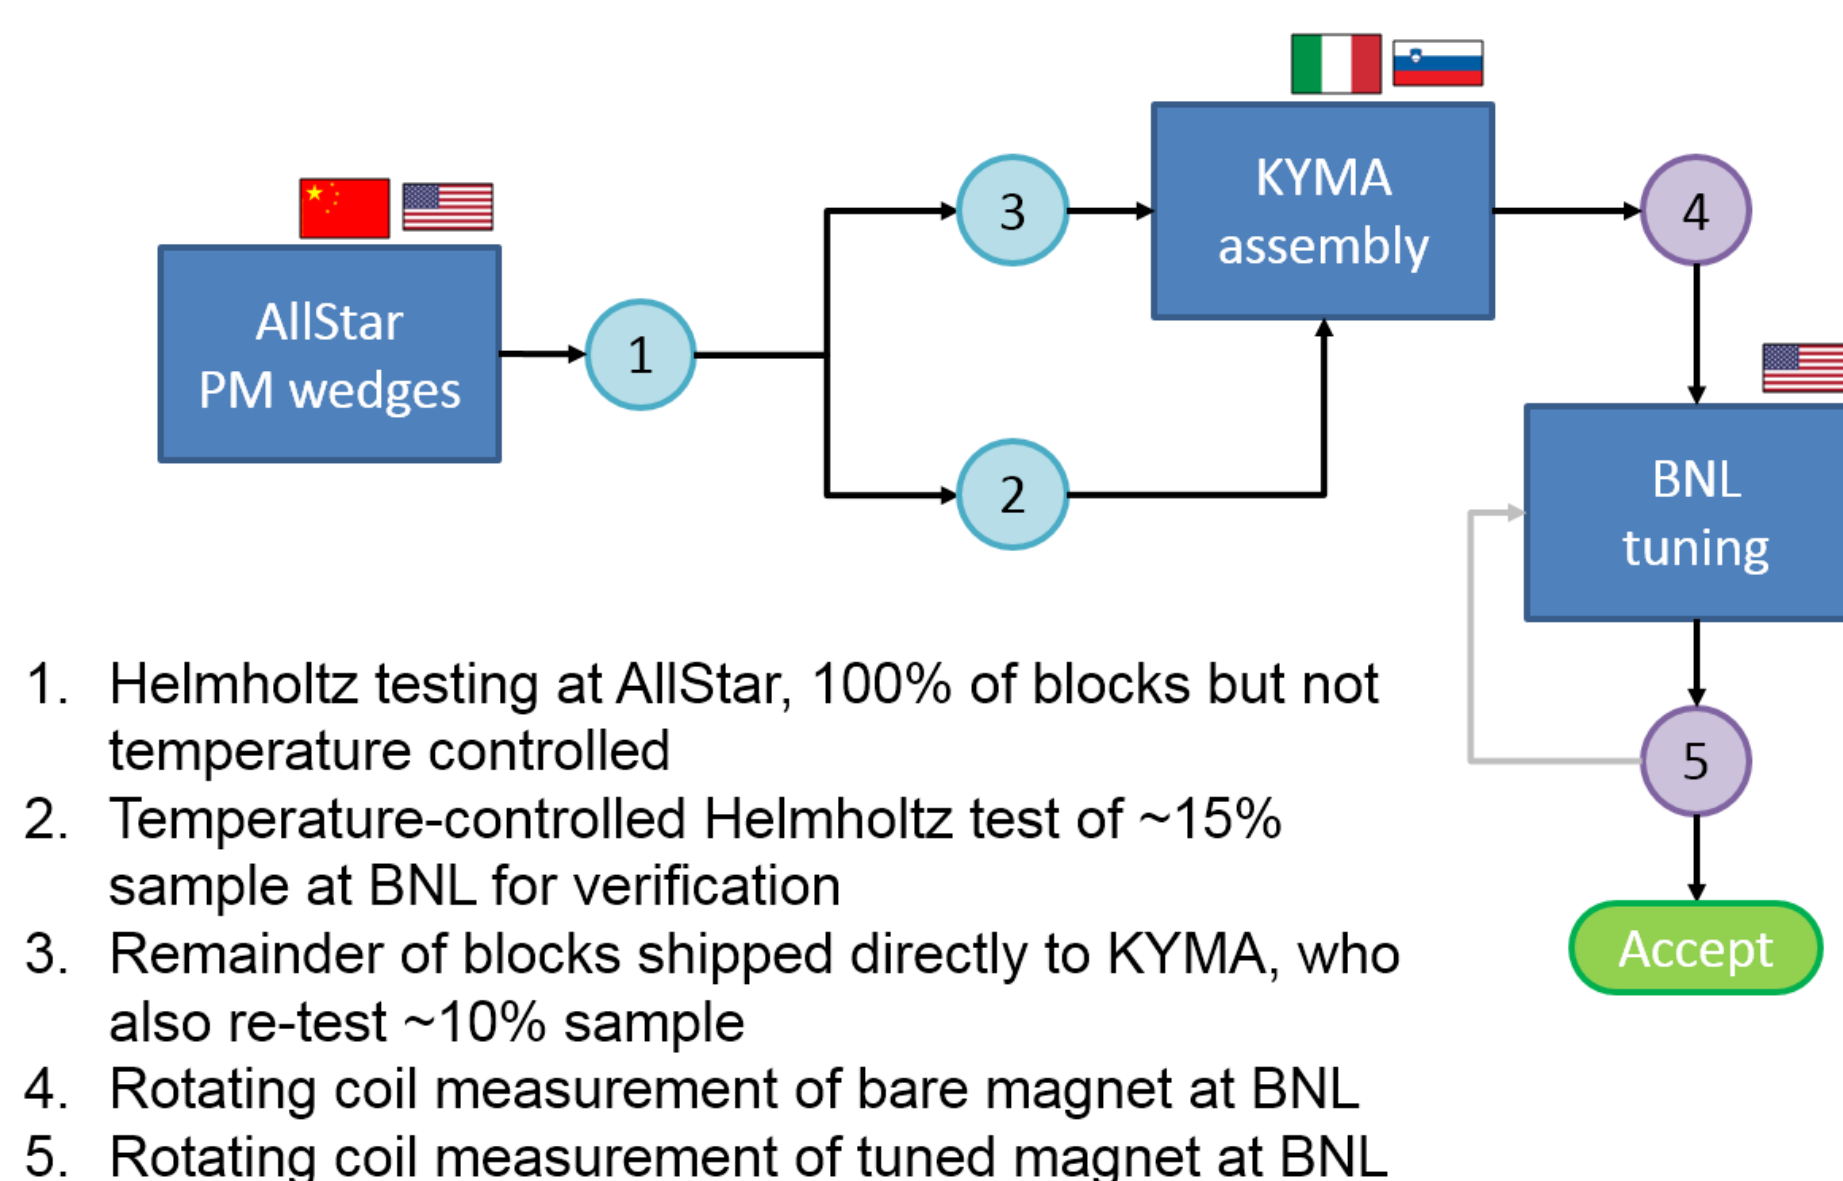 AllStar
PM wedges
1
3
2
KYMA
assembly
4
BNL
tuning
5
Accept
1. Helmholtz testing at AllStar, 100% of blocks but not
temperature controlled
2. Temperature-controlled Helmholtz test of ~15%
sample at BNL for verification
3. Remainder of blocks shipped directly to KYMA, who
also re-test ~10% sample
4. Rotating coil measurement of bare magnet at BNL
5. Rotating coil measurement of tuned magnet at BNL